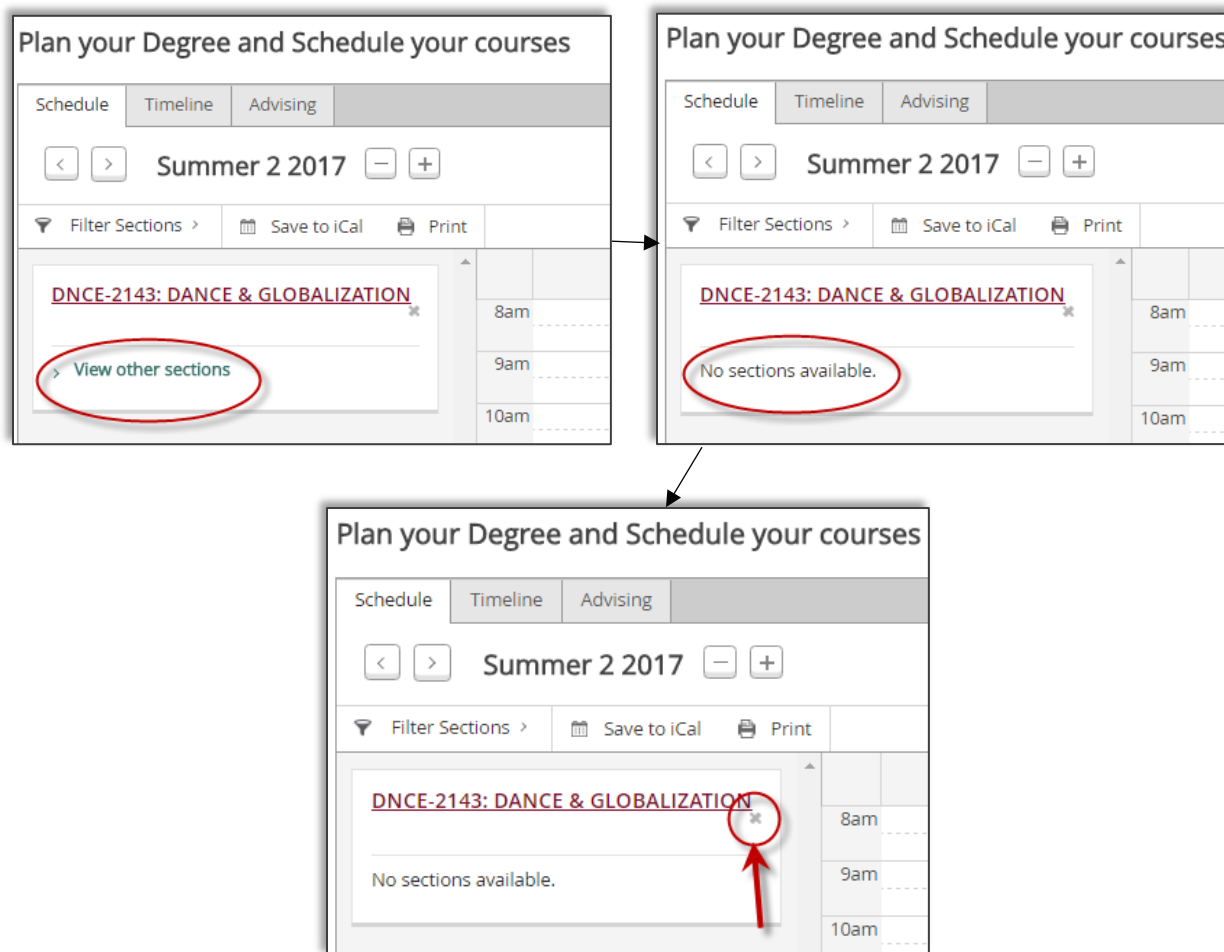 Plan your Degree and Schedule your courses
Schedule Timeline Advising
< > Summer 2 2017 − +
Filter Sections > Save to iCal Print
DNCE-2143: DANCE & GLOBALIZATION
8am
> View other sections
9am
10am
Plan your Degree and Schedule your courses
Schedule Timeline Advising
< > Summer 2 2017 − +
Filter Sections > Save to iCal Print
DNCE-2143: DANCE & GLOBALIZATION
8am
No sections available.
9am
10am
Plan your Degree and Schedule your courses
Schedule Timeline Advising
< > Summer 2 2017 − +
Filter Sections > Save to iCal Print
DNCE-2143: DANCE & GLOBALIZATION
8am
No sections available.
9am
10am